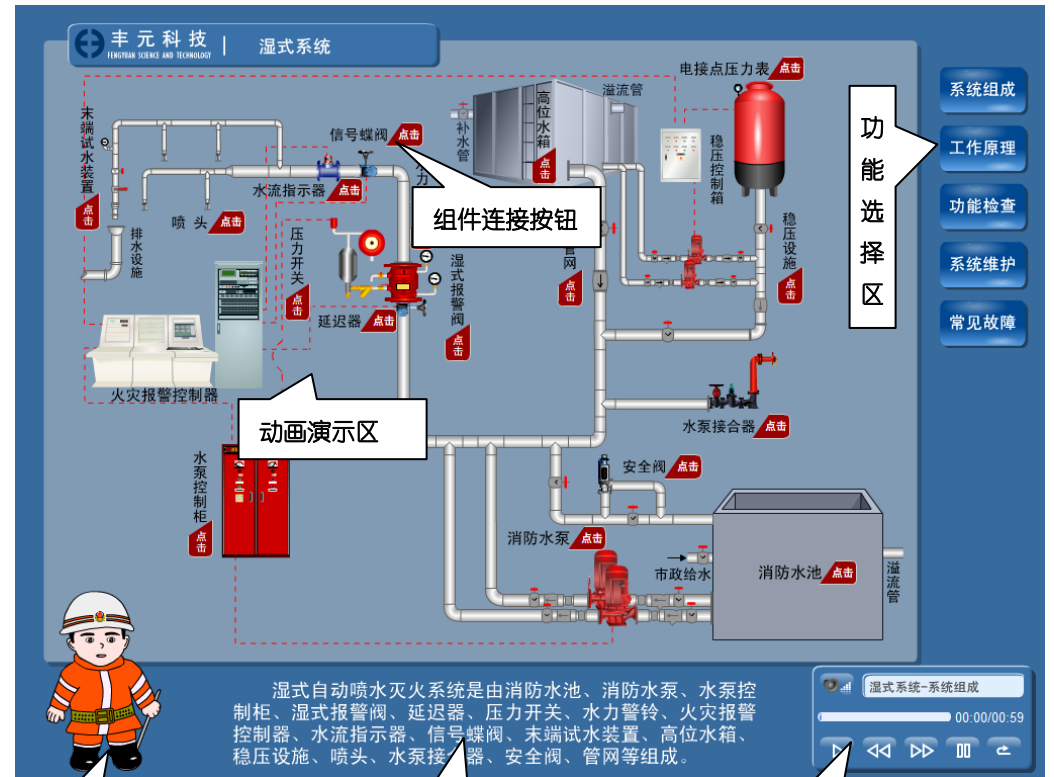 丰元科技
FENGYUAN SCIENCE AND TECHNOLOGY
湿式系统
电接点压力表 点击
溢流管
系统组成
末端试水装置 点击
信号蝶阀 点击
补水管
高位水箱 点击
稳压控制箱
功能选择区
工作原理
力
水流指示器 点击
组件连接按钮
功能检查
喷头 点击
排水设施
压力开关 点击
湿式报警阀 点击
管网 点击
稳压设施 点击
系统维护
延迟器 点击
常见故障
火灾报警控制器
动画演示区
水泵接合器 点击
水泵控制柜 点击
安全阀 点击
消防水泵 点击
市政给水
消防水池 点击
溢流管
湿式自动喷水灭火系统是由消防水池、消防水泵、水泵控
制柜、湿式报警阀、延迟器、压力开关、水力警铃、火灾报警
控制器、水流指示器、信号蝶阀、末端试水装置、高位水箱、
稳压设施、喷头、水泵接合器、安全阀、管网等组成。
湿式系统-系统组成
00:00/00:59